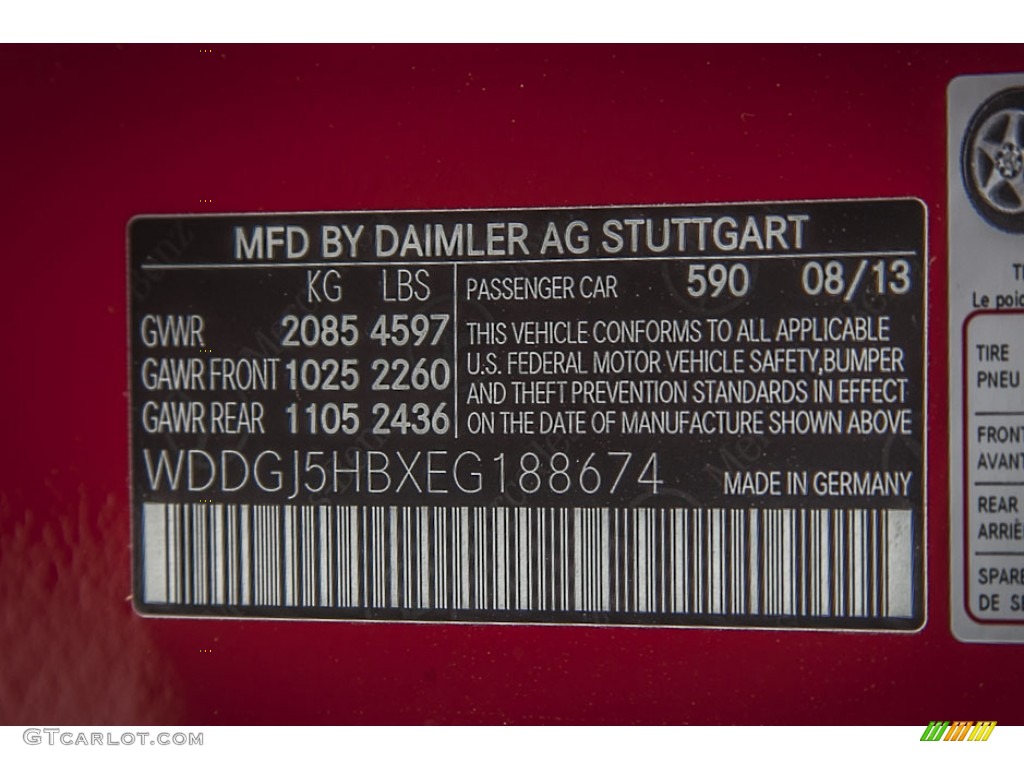 MFD BY DAIMLER AG STUTTGART
KG LBS
GVWR 2085 4597
GAWR FRONT 1025 2260
GAWR REAR 1105 2436
PASSENGER CAR 590 08/13
THIS VEHICLE CONFORMS TO ALL APPLICABLE
U.S. FEDERAL MOTOR VEHICLE SAFETY,BUMPER
AND THEFT PREVENTION STANDARDS IN EFFECT
ON THE DATE OF MANUFACTURE SHOWN ABOVE
WDDGJ5HBXEG188674 MADE IN GERMANY
Le
TIRE
PNEU
FRONT
AVANT
REAR
SPARE
DE
GTCARLOT.COM